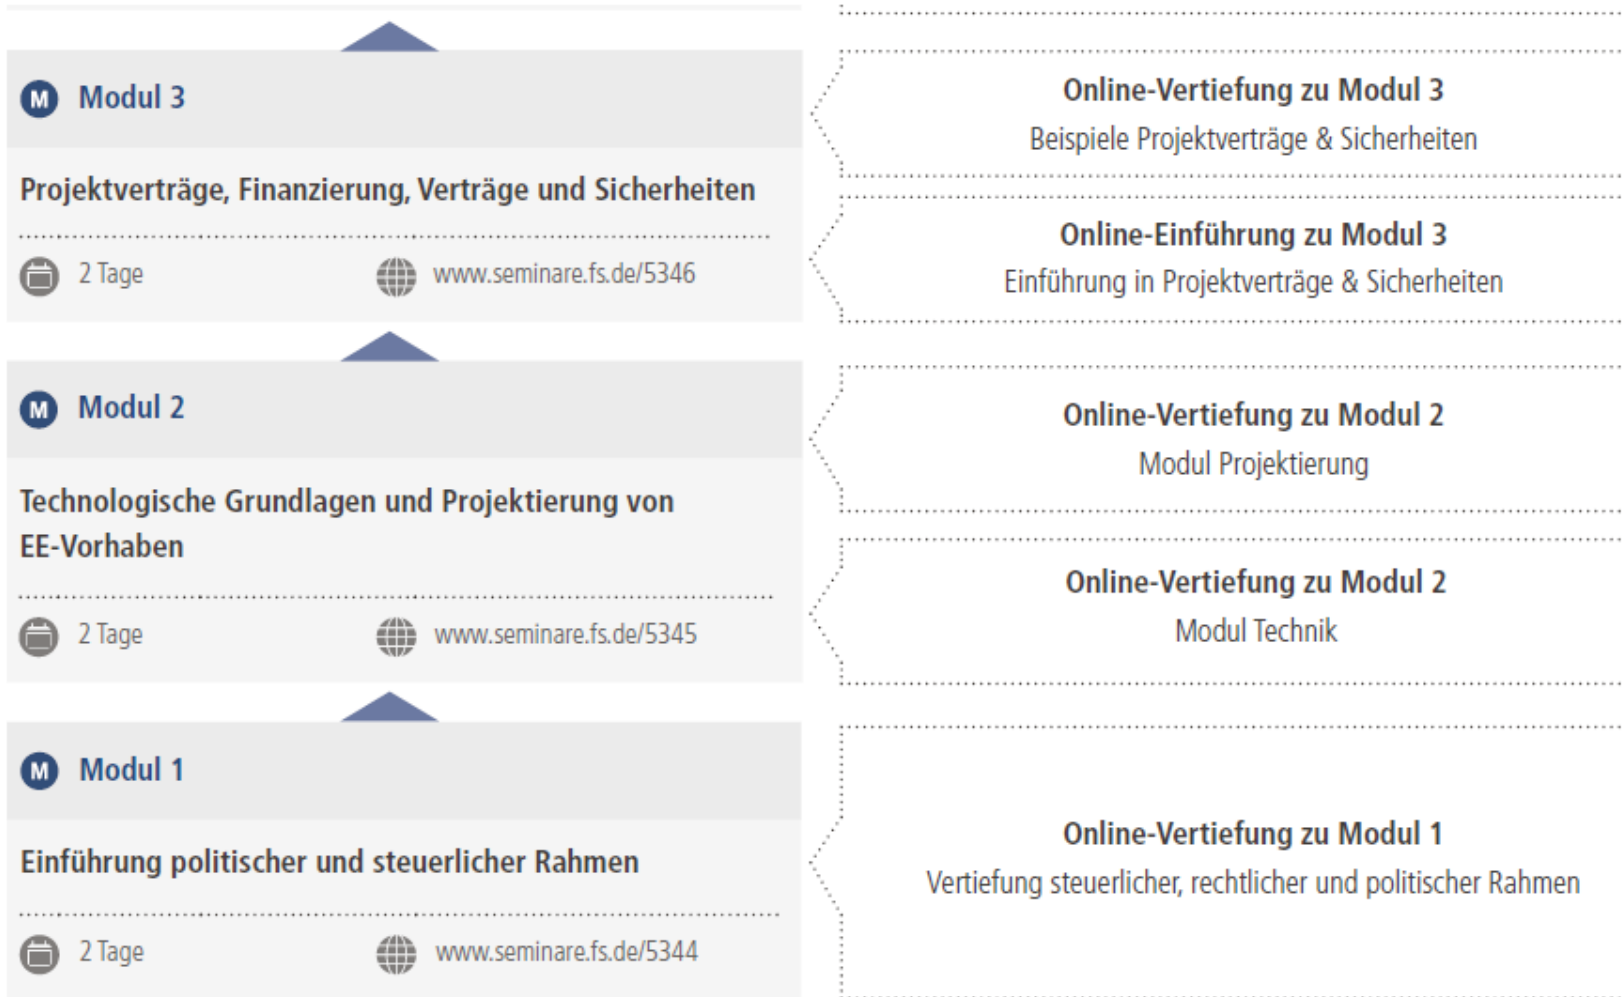 M Modul 3
Projektverträge, Finanzierung, Verträge und Sicherheiten
2 Tage
www.seminare.fs.de/5346
Online-Vertiefung zu Modul 3
Beispiele Projektverträge & Sicherheiten
Online-Einführung zu Modul 3
Einführung in Projektverträge & Sicherheiten
M Modul 2
Technologische Grundlagen und Projektierung von
EE-Vorhaben
2 Tage
www.seminare.fs.de/5345
Online-Vertiefung zu Modul 2
Modul Projektierung
Online-Vertiefung zu Modul 2
Modul Technik
M Modul 1
Einführung politischer und steuerlicher Rahmen
2 Tage
www.seminare.fs.de/5344
Online-Vertiefung zu Modul 1
Vertiefung steuerlicher, rechtlicher und politischer Rahmen